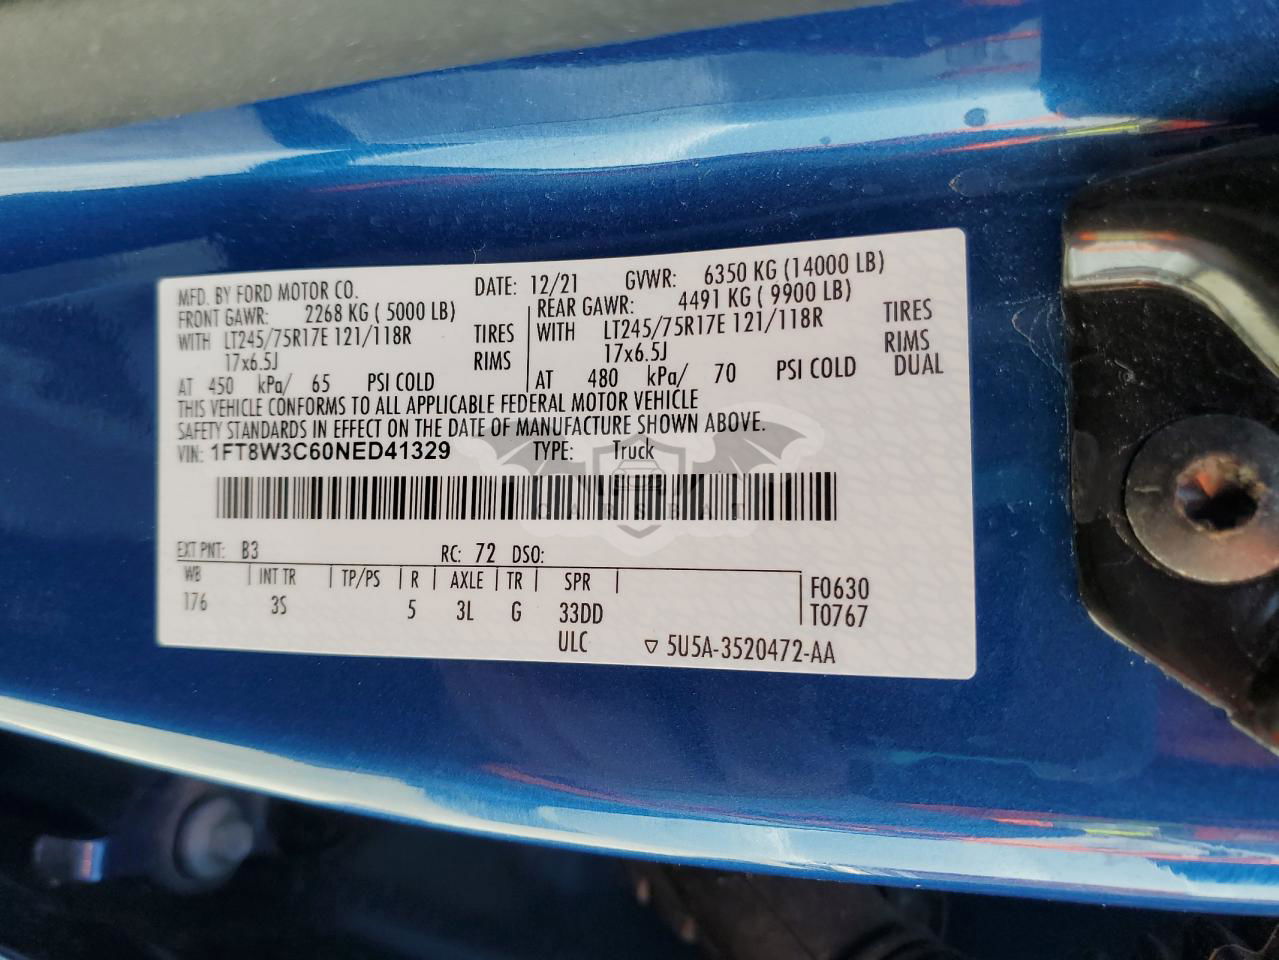 MFD. BY FORD MOTOR CO. DATE: 12/21 GVWR: 6350 KG (14000 LB)
FRONT GAWR: 2268 KG ( 5000 LB) REAR GAWR: 4491 KG ( 9900 LB)
WITH LT245/75R17E 121/118R TIRES WITH LT245/75R17E 121/118R TIRES
17x6.5J RIMS 17x6.5J RIMS
AT 450 kPa/ 65 PSI COLD AT 480 kPa/ 70 PSI COLD DUAL
THIS VEHICLE CONFORMS TO ALL APPLICABLE FEDERAL MOTOR VEHICLE
SAFETY STANDARDS IN EFFECT ON THE DATE OF MANUFACTURE SHOWN ABOVE.
VIN: 1FT8W3C60NED41329 TYPE: Truck
CARSBAT
EXT PNT: B3 RC: 72 DSO:
WB INT TR TP/PS R AXLE TR SPR F0630
176 3S 5 3L G 33DD T0767
ULC ▽ 5U5A-3520472-AA